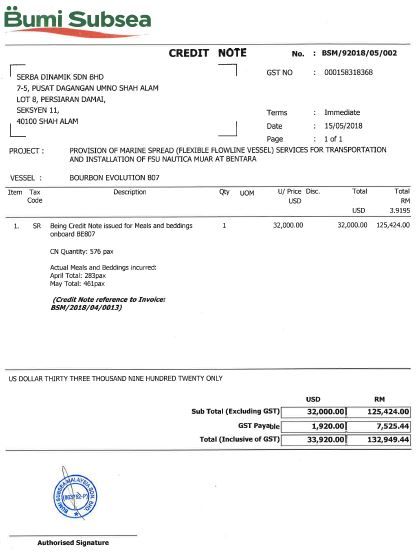 Bumi Subsea
CREDIT NOTE No. : BSM/92018/05/002
SERBA DINAMIK SDN BHD
7-5, PUSAT DAGANGAN UMNO SHAH ALAM
LOT 8, PERSIARAN DAMAI,
SEKSYEN 11,
40100 SHAH ALAM
GST NO : 000158318368
Terms : Immediate
Date : 15/05/2018
Page : 1 of 1
PROJECT : PROVISION OF MARINE SPREAD (FLEXIBLE FLOWLINE VESSEL) SERVICES FOR TRANSPORTATION
AND INSTALLATION OF FSU NAUTICA MUAR AT BENTARA
VESSEL : BOURBON EVOLUTION 807
Item Tax Description Qty UOM U/ Price Disc. Total Total
Code USD RM
USD 3.9195
1. SR Being Credit Note issued for Meals and beddings 1 32,000.00 32,000.00 125,424.00
onboard BE807
CN Quantity: 576 pax
Actual Meals and Beddings incurred:
April Total: 283pax
May Total: 461pax
(Credit Note reference to Invoice:
BSM/2018/04/0013)
US DOLLAR THIRTY THREE THOUSAND NINE HUNDRED TWENTY ONLY
USD RM
Sub Total (Excluding GST) 32,000.00 125,424.00
GST Payable 1,920.00 7,525.44
Total (Inclusive of GST) 33,920.00 132,949.44
Authorised Signature